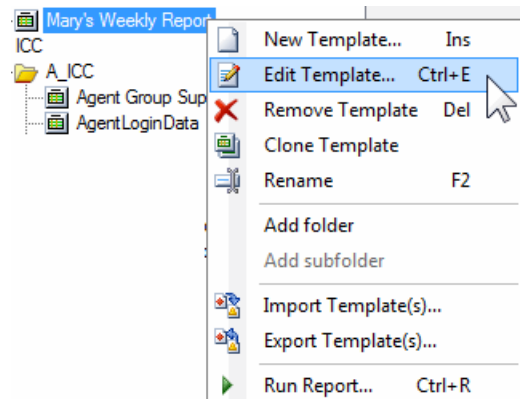 Mary's Weekly Report
ICC
A_ICC
Agent Group Sup
AgentLoginData
New Template... Ins
Edit Template... Ctrl+E
Remove Template Del
Clone Template
Rename F2
Add folder
Add subfolder
Import Template(s)...
Export Template(s)...
Run Report... Ctrl+R